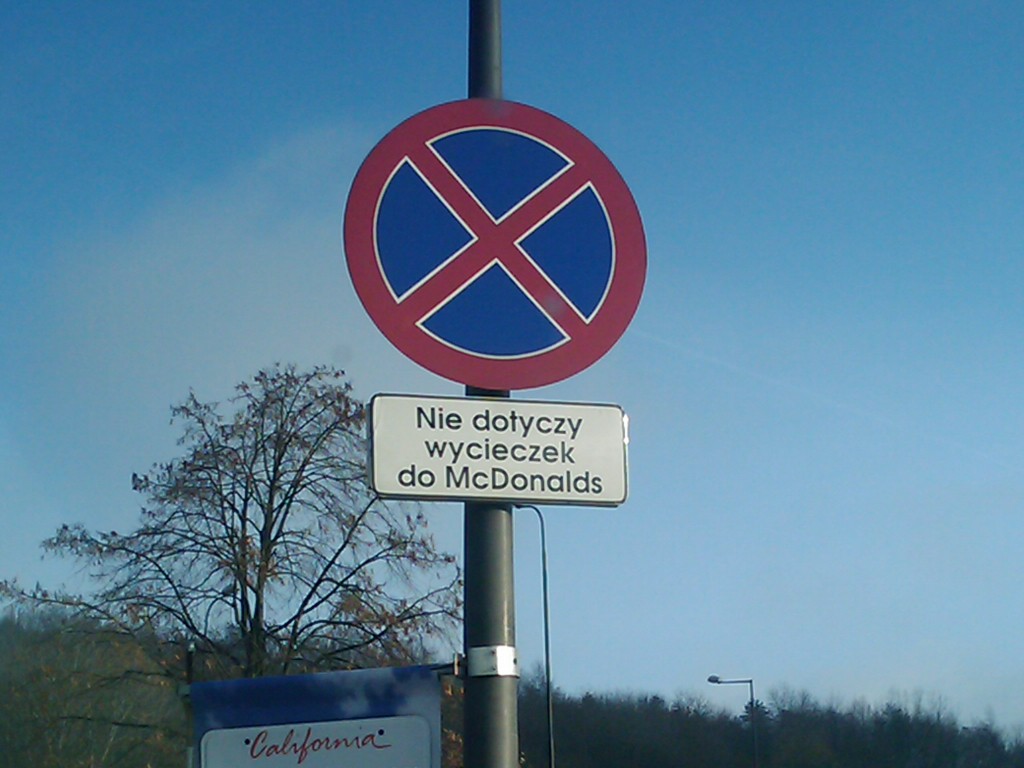 Nie dotyczy
wycieczek
do McDonalds
California